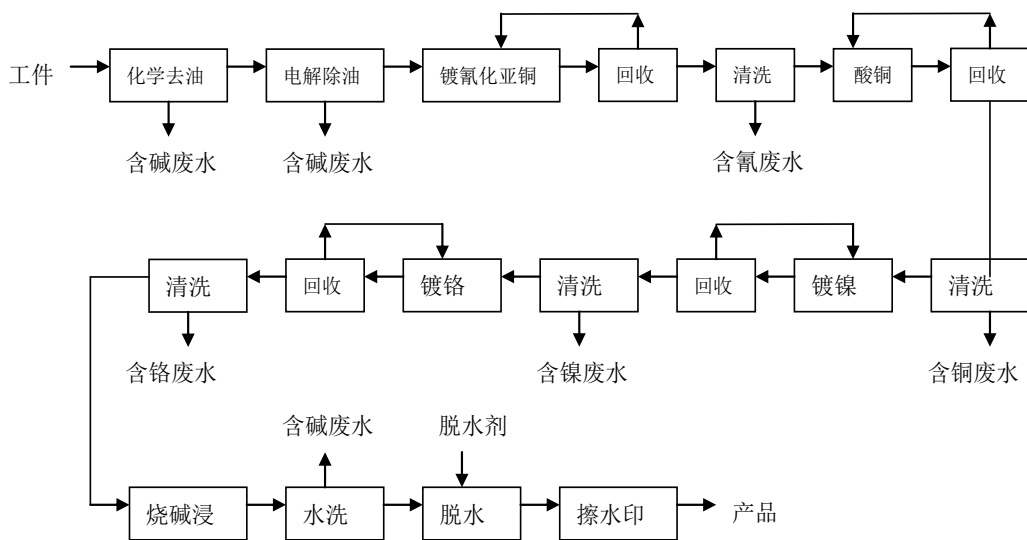 工件
化学去油
电解除油
镀氰化亚铜
回收
清洗
酸铜
回收
含碱废水
含碱废水
含氰废水
清洗
回收
镀铬
清洗
回收
镀镍
清洗
含铬废水
含镍废水
含铜废水
含碱废水
脱水剂
烧碱浸
水洗
脱水
擦水印
产品